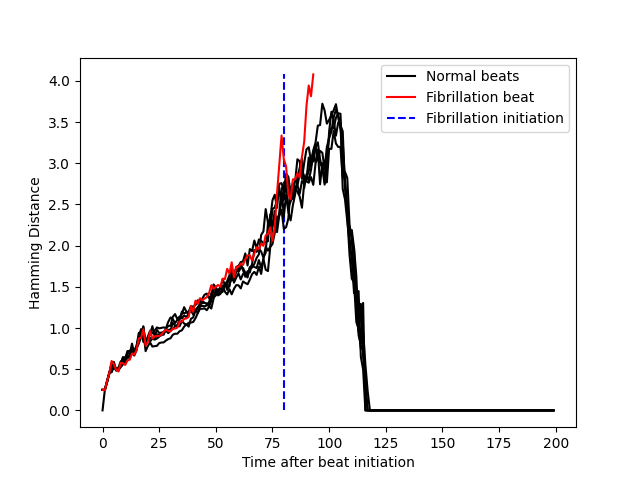 Normal beats
Fibrillation beat
Fibrillation initiation
4.0
3.5
3.0
2.5
2.0
1.5
1.0
0.5
0.0
Hamming Distance
0 25 50 75 100 125 150 175 200
Time after beat initiation